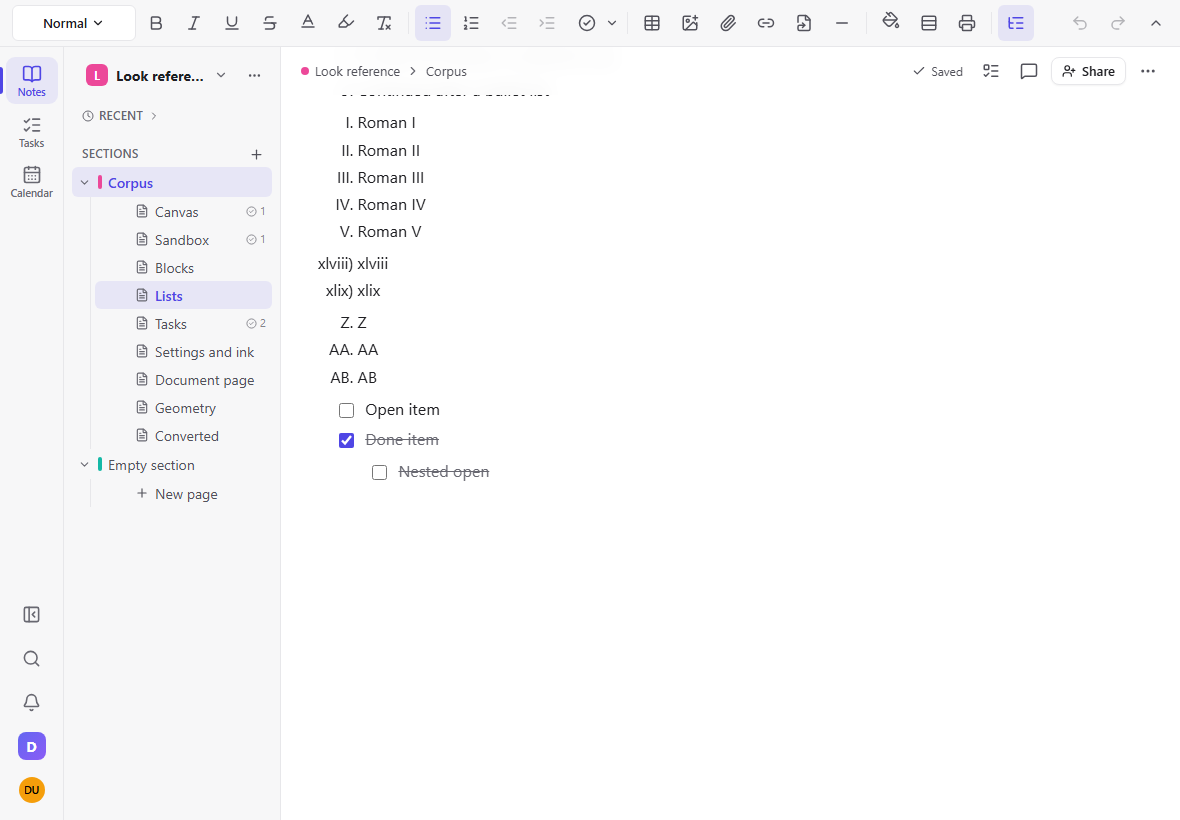 Normal
Notes
Tasks
Calendar
D
DU
L Look refere...
RECENT
SECTIONS
Corpus
Canvas 1
Sandbox 1
Blocks
Lists
Tasks 2
Settings and ink
Document page
Geometry
Converted
Empty section
New page
Look reference > Corpus
Saved
Share
I. Roman I
II. Roman II
III. Roman III
IV. Roman IV
V. Roman V
xlviii) xlviii
xlix) xlix
Z. Z
AA. AA
AB. AB
Open item
Done item
Nested open